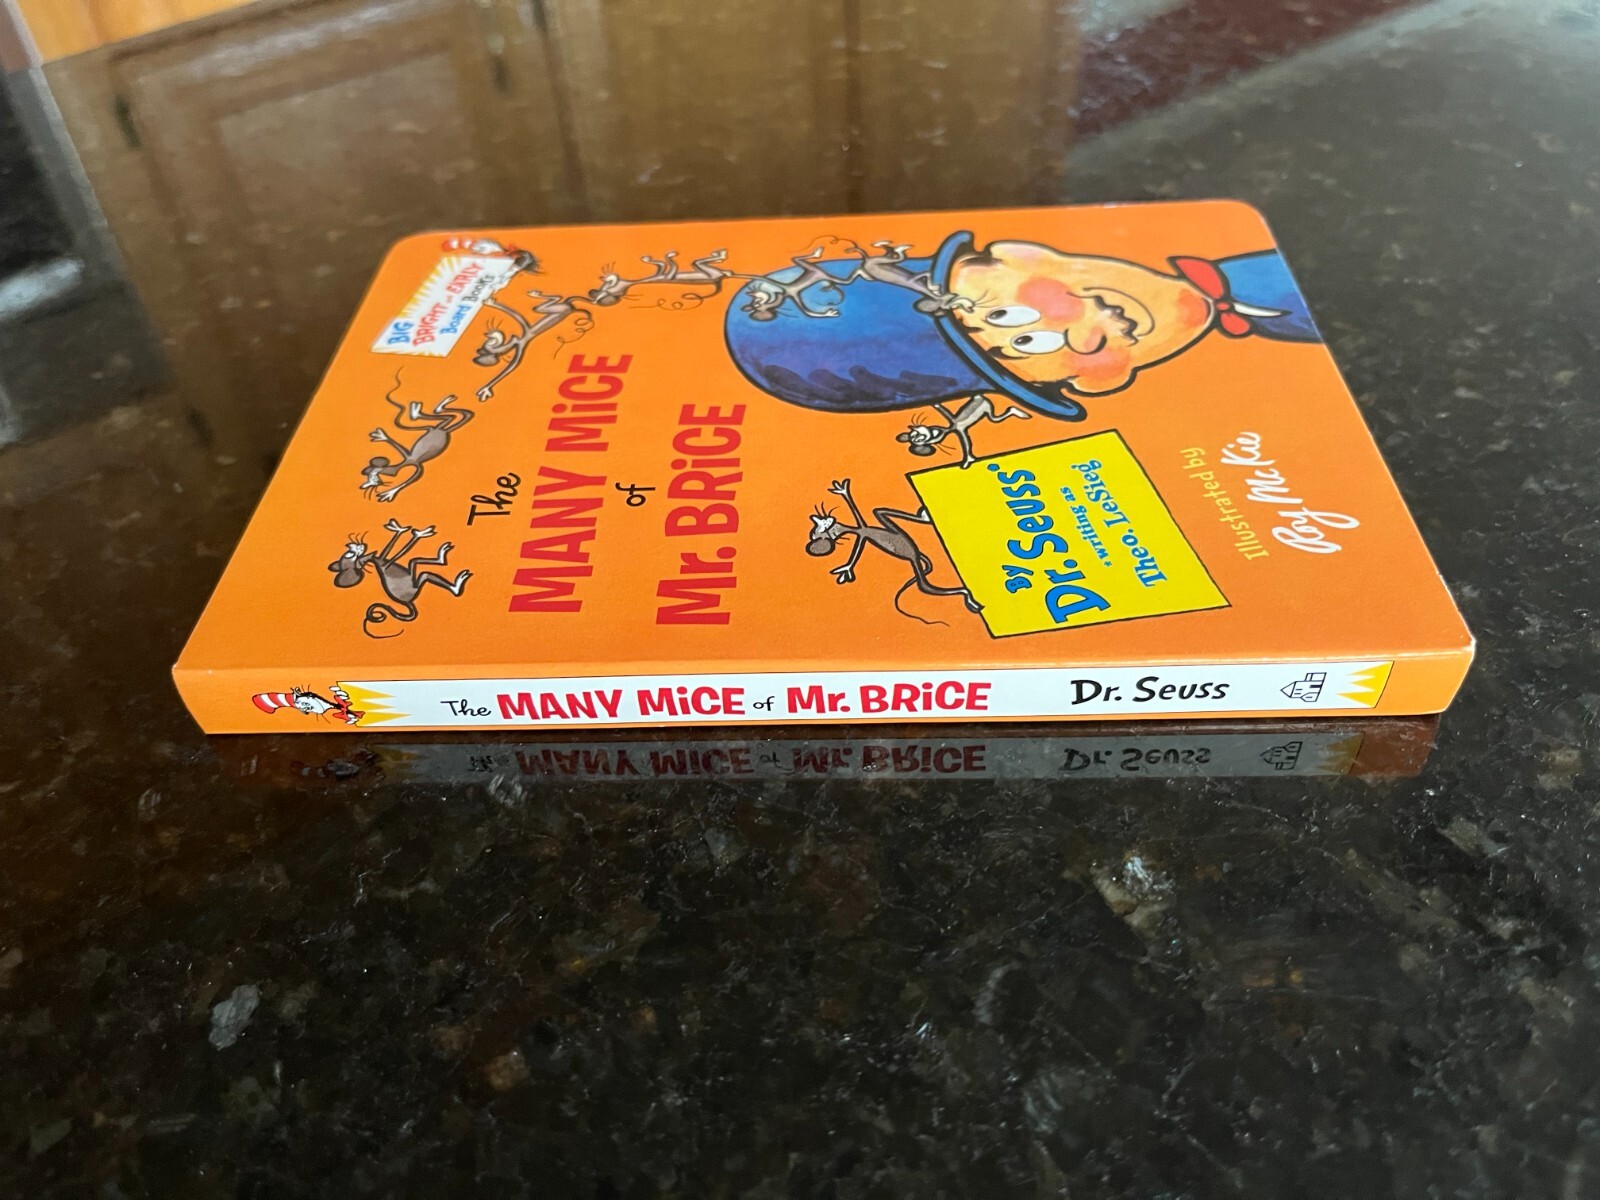 BIG
BRIGHT and EARLY
Board Books
The
MANY MiCE
of
Mr. BRiCE
BY
Dr. Seuss*
* writing as
Theo. LeSieg
Illustrated by
Roy McKie
The MANY MiCE of Mr. BRiCE Dr. Seuss